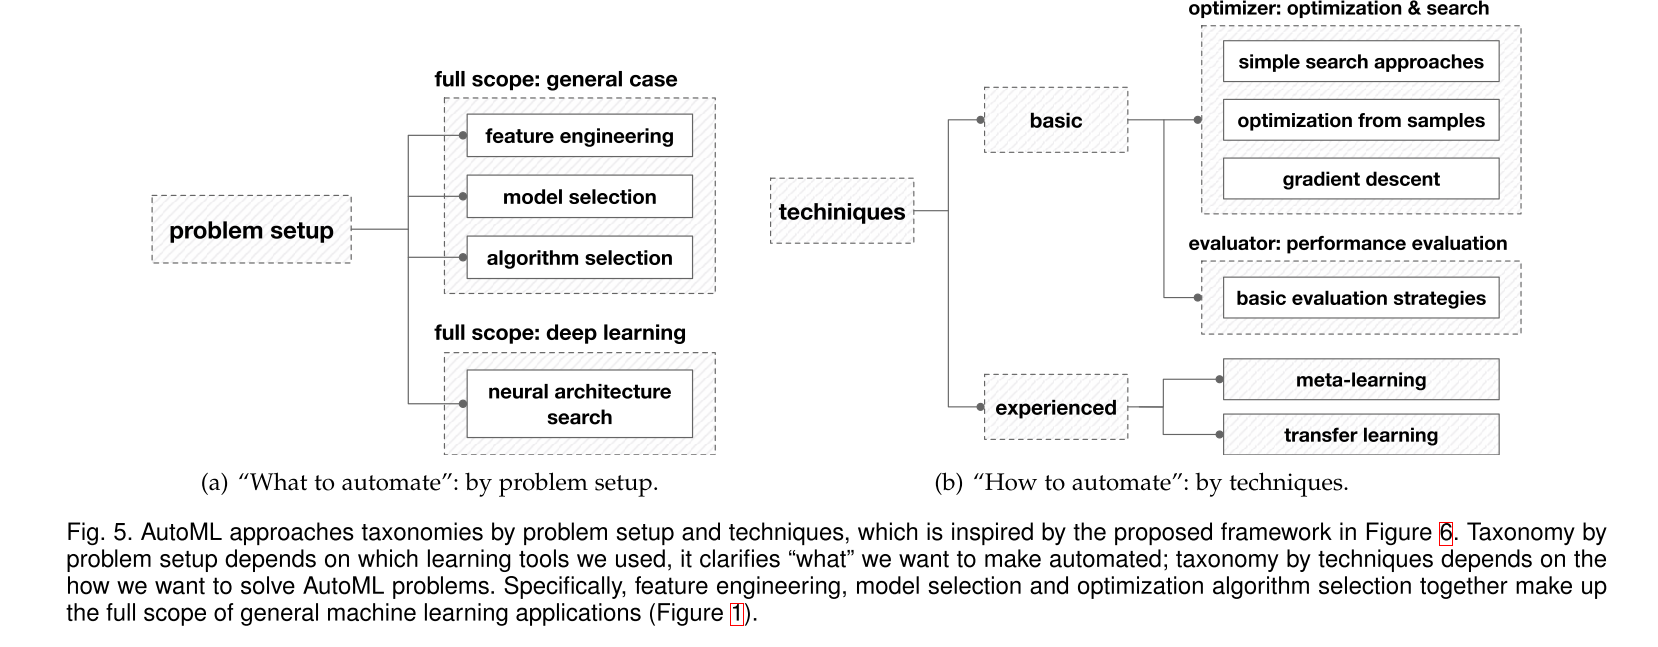 full scope: general case
feature engineering
model selection
problem setup
algorithm selection
full scope: deep learning
neural architecture
search
(a) “What to automate”: by problem setup.
optimizer: optimization & search
simple search approaches
basic
optimization from samples
gradient descent
techiniques
evaluator: performance evaluation
basic evaluation strategies
experienced
meta-learning
transfer learning
(b) “How to automate”: by techniques.
Fig. 5. AutoML approaches taxonomies by problem setup and techniques, which is inspired by the proposed framework in Figure 6. Taxonomy by
problem setup depends on which learning tools we used, it clarifies “what” we want to make automated; taxonomy by techniques depends on the
how we want to solve AutoML problems. Specifically, feature engineering, model selection and optimization algorithm selection together make up
the full scope of general machine learning applications (Figure 1).